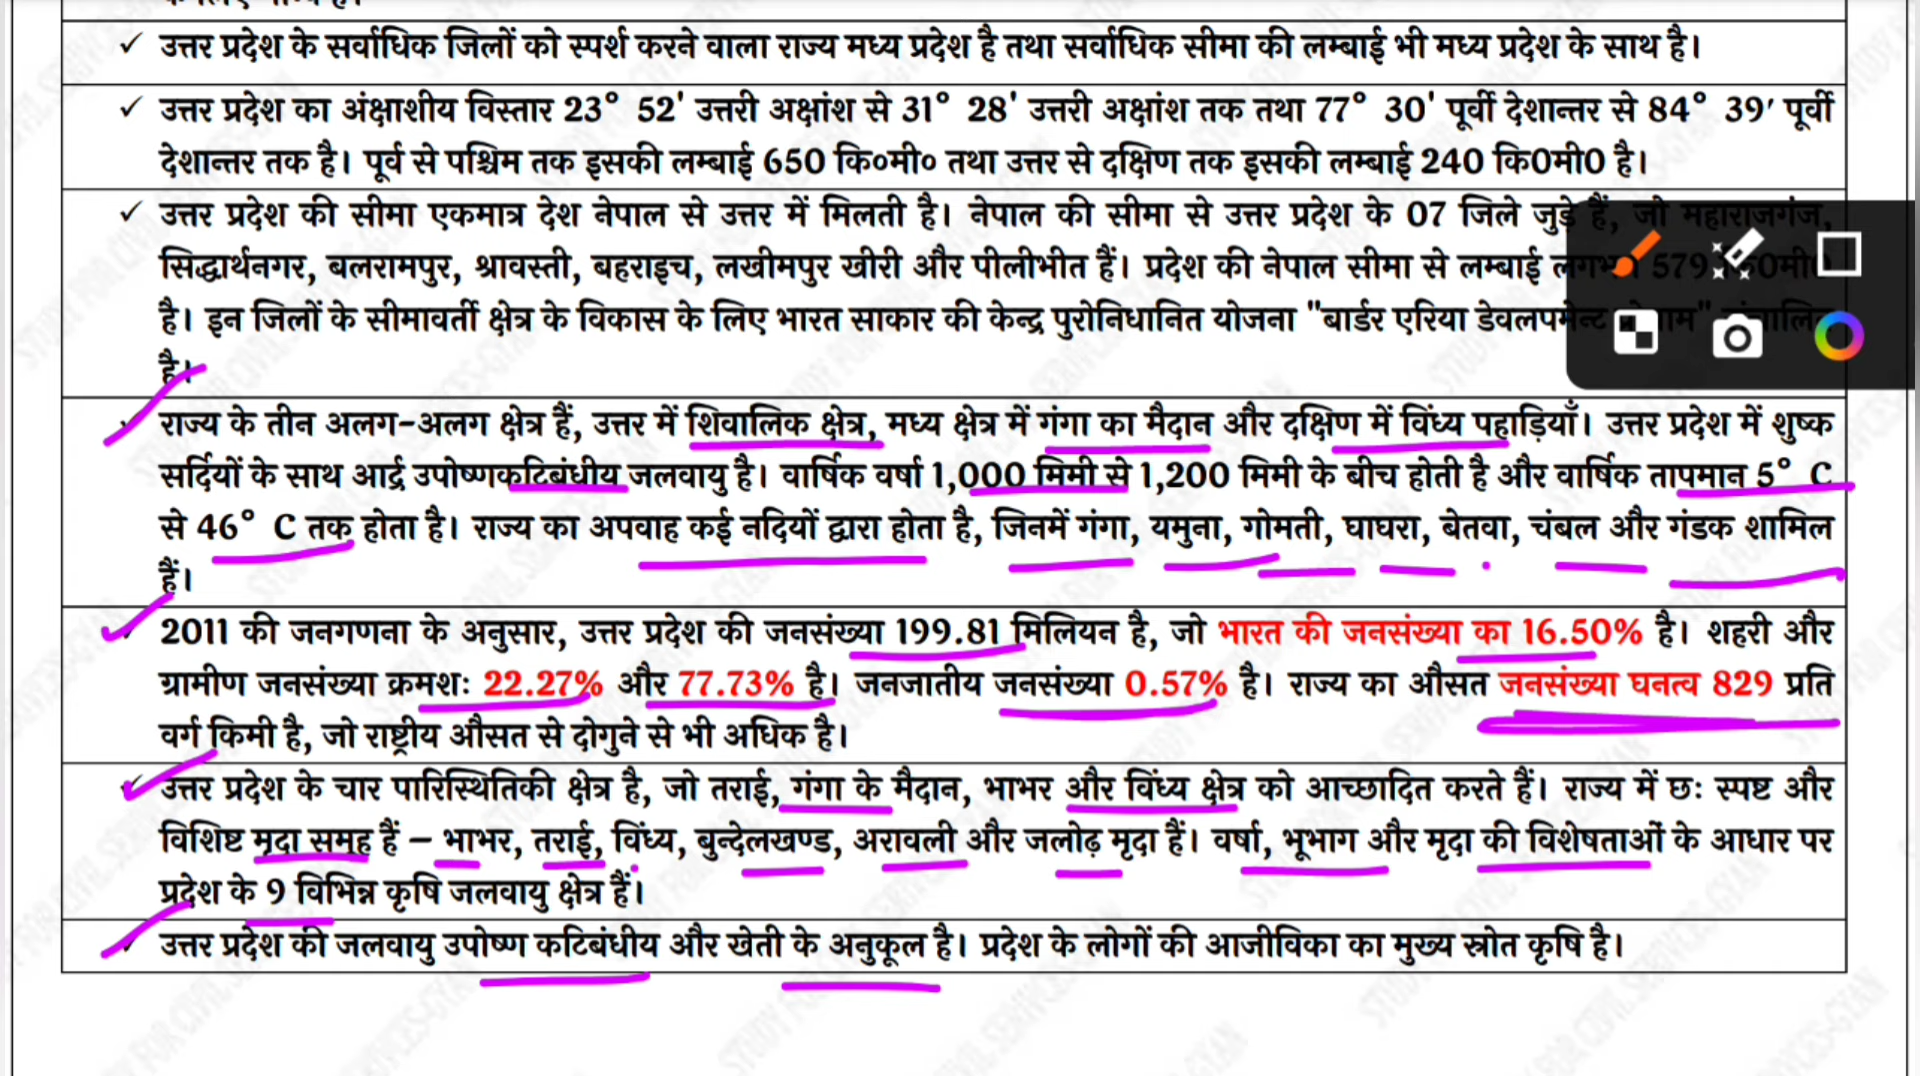 ✓ उत्तर प्रदेश के सर्वाधिक जिलों को स्पर्श करने वाला राज्य मध्य प्रदेश है तथा सर्वाधिक सीमा की लम्बाई भी मध्य प्रदेश के साथ है।
✓ उत्तर प्रदेश का अंक्षाशीय विस्तार 23° 52' उत्तरी अक्षांश से 31° 28' उत्तरी अक्षांश तक तथा 77° 30' पूर्वी देशान्तर से 84° 39' पूर्वी
देशान्तर तक है। पूर्व से पश्चिम तक इसकी लम्बाई 650 कि०मी० तथा उत्तर से दक्षिण तक इसकी लम्बाई 240 कि0मी0 है।
✓ उत्तर प्रदेश की सीमा एकमात्र देश नेपाल से उत्तर में मिलती है। नेपाल की सीमा से उत्तर प्रदेश के 07 जिले जुड़े हैं, जो महाराजगंज,
सिद्धार्थनगर, बलरामपुर, श्रावस्ती, बहराइच, लखीमपुर खीरी और पीलीभीत हैं। प्रदेश की नेपाल सीमा से लम्बाई लगभग 579 कि0मी0
है। इन जिलों के सीमावर्ती क्षेत्र के विकास के लिए भारत साकार की केन्द्र पुरोनिधानित योजना "बार्डर एरिया डेवलपमेन्ट संचालित
है।
✓ राज्य के तीन अलग-अलग क्षेत्र हैं, उत्तर में शिवालिक क्षेत्र, मध्य क्षेत्र में गंगा का मैदान और दक्षिण में विंध्य पहाड़ियाँ। उत्तर प्रदेश में शुष्क
सर्दियों के साथ आर्द्र उपोष्णकटिबंधीय जलवायु है। वार्षिक वर्षा 1,000 मिमी से 1,200 मिमी के बीच होती है और वार्षिक तापमान 5° C
से 46° C तक होता है। राज्य का अपवाह कई नदियों द्वारा होता है, जिनमें गंगा, यमुना, गोमती, घाघरा, बेतवा, चंबल और गंडक शामिल
हैं।
✓ 2011 की जनगणना के अनुसार, उत्तर प्रदेश की जनसंख्या 199.81 मिलियन है, जो भारत की जनसंख्या का 16.50% है। शहरी और
ग्रामीण जनसंख्या क्रमशः 22.27% और 77.73% है। जनजातीय जनसंख्या 0.57% है। राज्य का औसत जनसंख्या घनत्व 829 प्रति
वर्ग किमी है, जो राष्ट्रीय औसत से दोगुने से भी अधिक है।
✓ उत्तर प्रदेश के चार पारिस्थितिकी क्षेत्र है, जो तराई, गंगा के मैदान, भाभर और विंध्य क्षेत्र को आच्छादित करते हैं। राज्य में छः स्पष्ट और
विशिष्ट मृदा समूह हैं – भाभर, तराई, विंध्य, बुन्देलखण्ड, अरावली और जलोढ़ मृदा हैं। वर्षा, भूभाग और मृदा की विशेषताओं के आधार पर
प्रदेश के 9 विभिन्न कृषि जलवायु क्षेत्र हैं।
✓ उत्तर प्रदेश की जलवायु उपोष्ण कटिबंधीय और खेती के अनुकूल है। प्रदेश के लोगों की आजीविका का मुख्य स्रोत कृषि है।